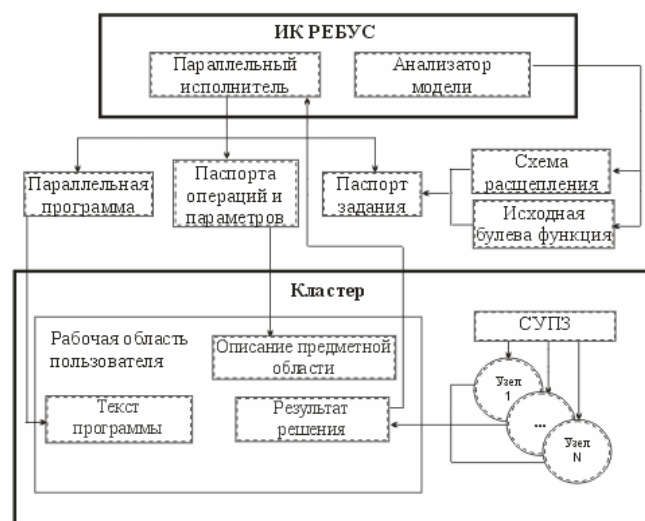 ИК РЕБУС
Параллельный
исполнитель
Анализатор
модели
Параллельная
программа
Паспорта
операций и
параметров
Паспорт
задания
Схема
расщепления
Исходная
булева функция
Кластер
Рабочая область
пользователя
Описание предметной
области
Текст
программы
Результат
решения
СУПЗ
Узел
1
...
Узел
N